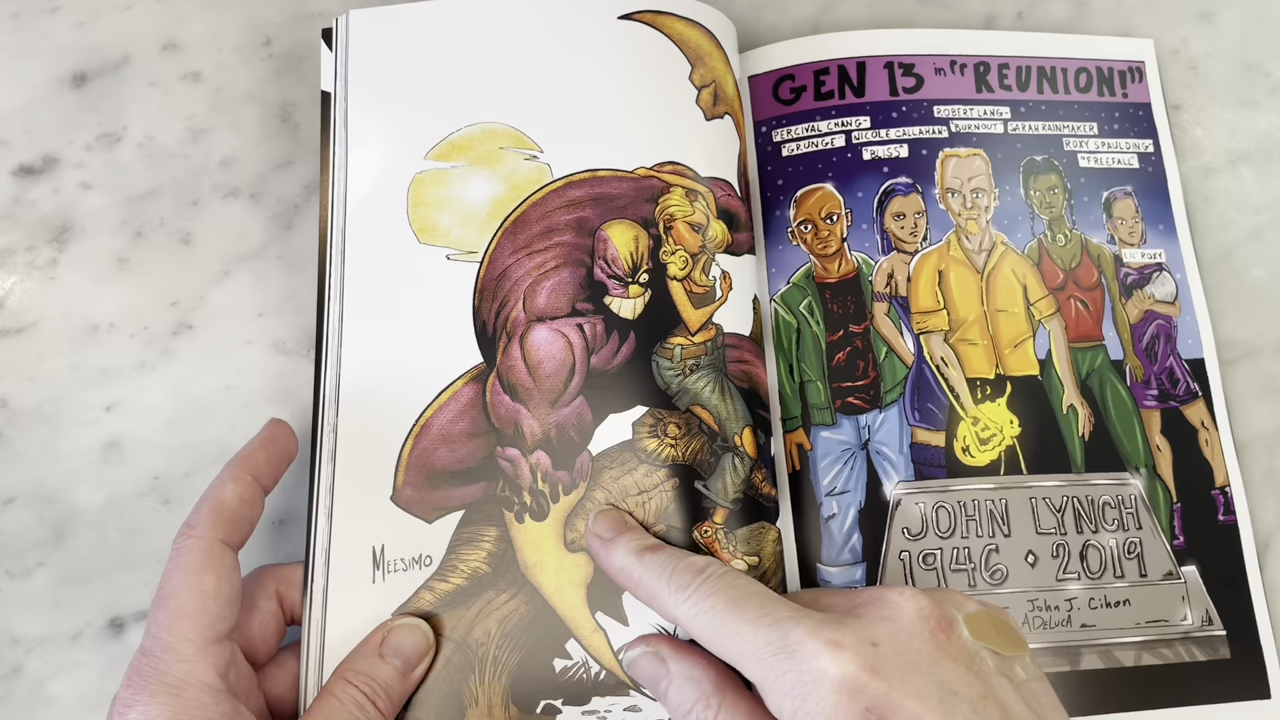 MEESIMO
GEN 13 in "REUNION!"
ROBERT LANG-
"BURNOUT"
PERCIVAL CHANG-
"GRUNGE"
NICOLE CALLAHAN-
"BLISS"
SARAH RAINMAKER
ROXY SPAULDING-
"FREEFALL"
LIL' ROXY
JOHN LYNCH
1946 ◆ 2019
John J. Cihon
A DELUCA